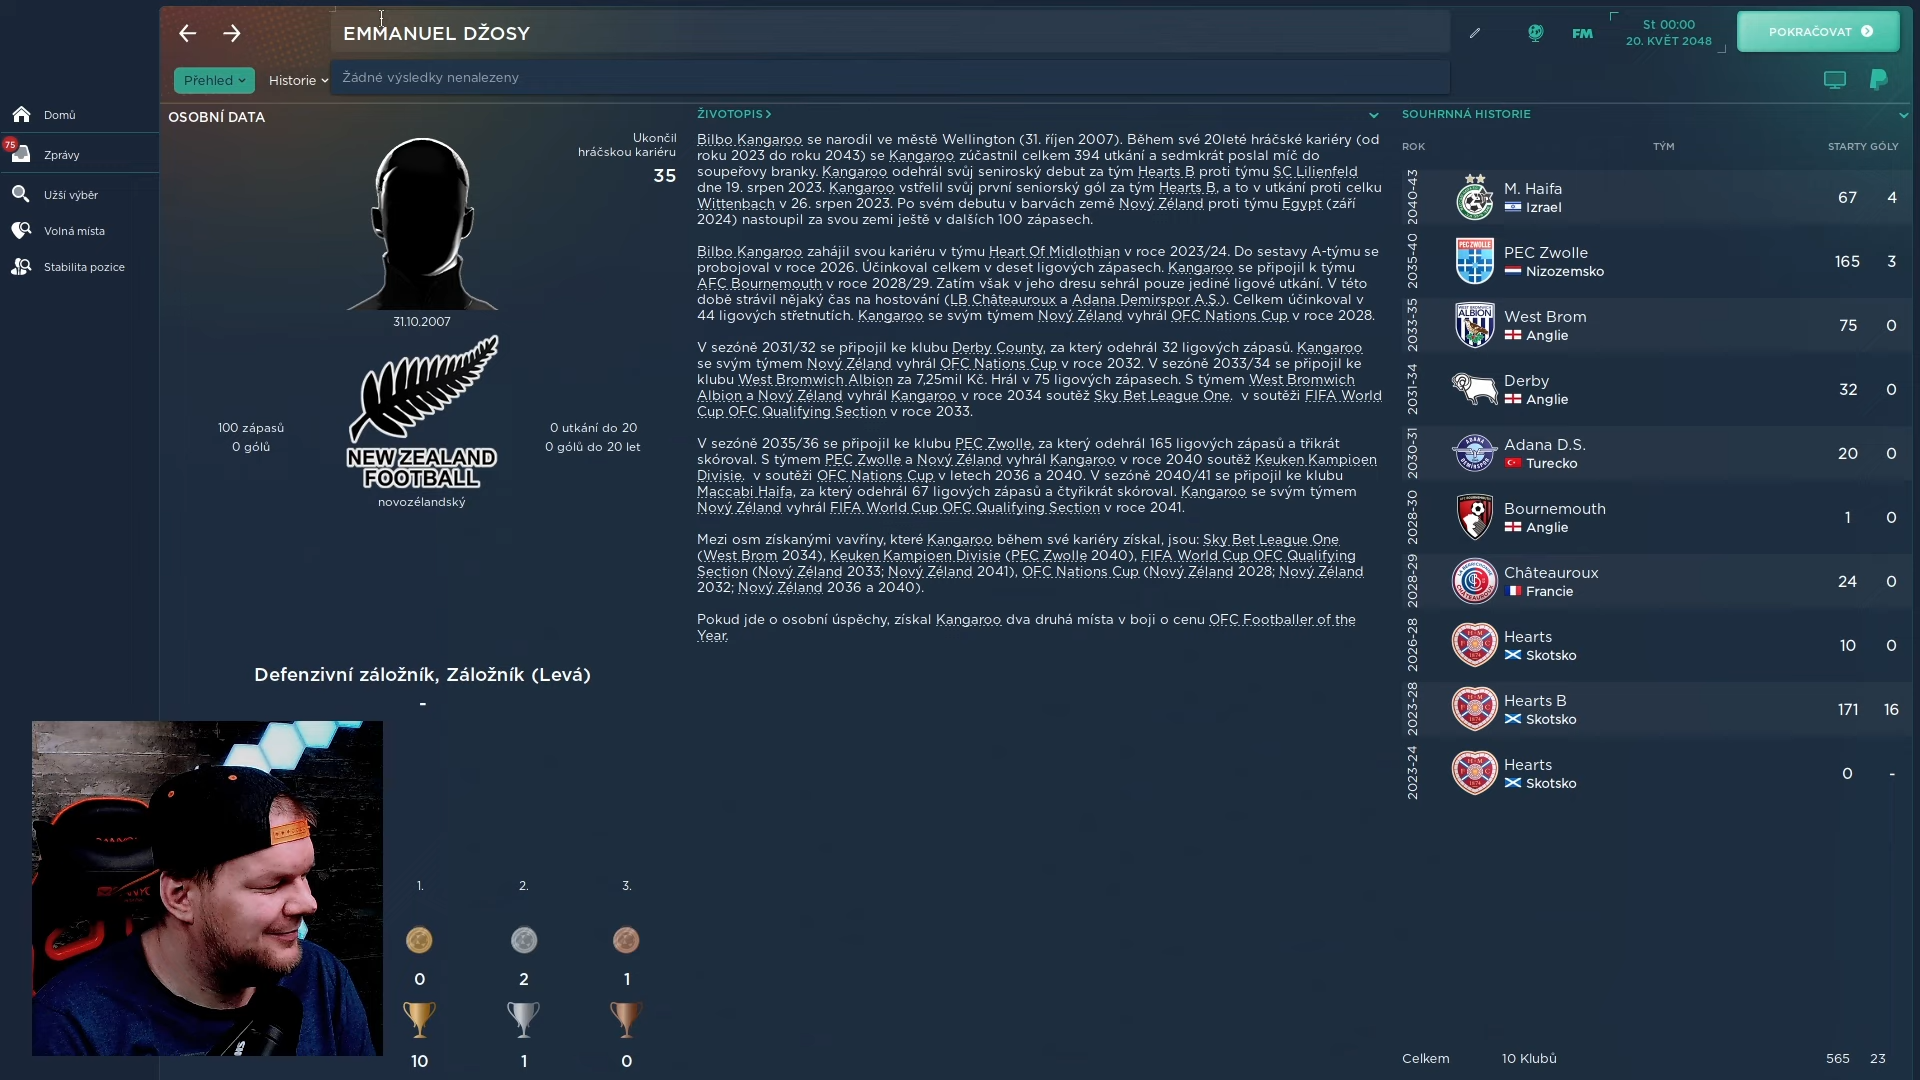 EMMANUEL DŽOSY
St 00:00
20. KVĚT 2048
FM
POKRAČOVAT
Přehled
Historie
Žádné výsledky nenalezeny
Domů
75
Zprávy
Užší výběr
Volná místa
Stabilita pozice
OSOBNÍ DATA
Ukončil
hráčskou kariéru
35
31.10.2007
100 zápasů
0 gólů
NEW ZEALAND
FOOTBALL
0 utkání do 20
0 gólů do 20 let
novozélandský
Defenzivní záložník, Záložník (Levá)
-
1. 2. 3.
0 2 1
10 1 0
ŽIVOTOPIS
Bilbo Kangaroo se narodil ve městě Wellington (31. říjen 2007). Během své 20leté hráčské kariéry (od
roku 2023 do roku 2043) se Kangaroo zúčastnil celkem 394 utkání a sedmkrát poslal míč do
soupeřovy branky. Kangaroo odehrál svůj seniroský debut za tým Hearts B proti týmu SC Lilienfeld
dne 19. srpen 2023. Kangaroo vstřelil svůj první seniorský gól za tým Hearts B, a to v utkání proti celku
Wittenbach v 26. srpen 2023. Po svém debutu v barvách země Nový Zéland proti týmu Egypt (září
2024) nastoupil za svou zemi ještě v dalších 100 zápasech.
Bilbo Kangaroo zahájil svou kariéru v týmu Heart Of Midlothian v roce 2023/24. Do sestavy A-týmu se
probojoval v roce 2026. Účinkoval celkem v deset ligových zápasech. Kangaroo se připojil k týmu
AFC Bournemouth v roce 2028/29. Zatím však v jeho dresu sehrál pouze jediné ligové utkání. V této
době strávil nějaký čas na hostování (LB Châteauroux a Adana Demirspor A.Ş.). Celkem účinkoval v
44 ligových střetnutích. Kangaroo se svým týmem Nový Zéland vyhrál OFC Nations Cup v roce 2028.
V sezóně 2031/32 se připojil ke klubu Derby County, za který odehrál 32 ligových zápasů. Kangaroo
se svým týmem Nový Zéland vyhrál OFC Nations Cup v roce 2032. V sezóně 2033/34 se připojil ke
klubu West Bromwich Albion za 7,25mil Kč. Hrál v 75 ligových zápasech. S týmem West Bromwich
Albion a Nový Zéland vyhrál Kangaroo v roce 2034 soutěž Sky Bet League One.  v soutěži FIFA World
Cup OFC Qualifying Section v roce 2033.
V sezóně 2035/36 se připojil ke klubu PEC Zwolle, za který odehrál 165 ligových zápasů a třikrát
skóroval. S týmem PEC Zwolle a Nový Zéland vyhrál Kangaroo v roce 2040 soutěž Keuken Kampioen
Divisie.  v soutěži OFC Nations Cup v letech 2036 a 2040. V sezóně 2040/41 se připojil ke klubu
Maccabi Haifa, za který odehrál 67 ligových zápasů a čtyřikrát skóroval. Kangaroo se svým týmem
Nový Zéland vyhrál FIFA World Cup OFC Qualifying Section v roce 2041.
Mezi osm získanými vavříny, které Kangaroo během své kariéry získal, jsou: Sky Bet League One
(West Brom 2034), Keuken Kampioen Divisie (PEC Zwolle 2040), FIFA World Cup OFC Qualifying
Section (Nový Zéland 2033; Nový Zéland 2041), OFC Nations Cup (Nový Zéland 2028; Nový Zéland
2032; Nový Zéland 2036 a 2040).
Pokud jde o osobní úspěchy, získal Kangaroo dva druhá místa v boji o cenu OFC Footballer of the
Year.
SOUHRNNÁ HISTORIE
ROK TÝM STARTY GÓLY
2040-43 M. Haifa 67 4
Izrael
2035-40 PEC Zwolle 165 3
Nizozemsko
2033-35 West Brom 75 0
Anglie
2031-34 Derby 32 0
Anglie
2030-31 Adana D.S. 20 0
Turecko
2028-30 Bournemouth 1 0
Anglie
2028-29 Châteauroux 24 0
Francie
2026-28 Hearts 10 0
Skotsko
2023-28 Hearts B 171 16
Skotsko
2023-24 Hearts 0 -
Skotsko
Celkem 10 Klubů 565 23